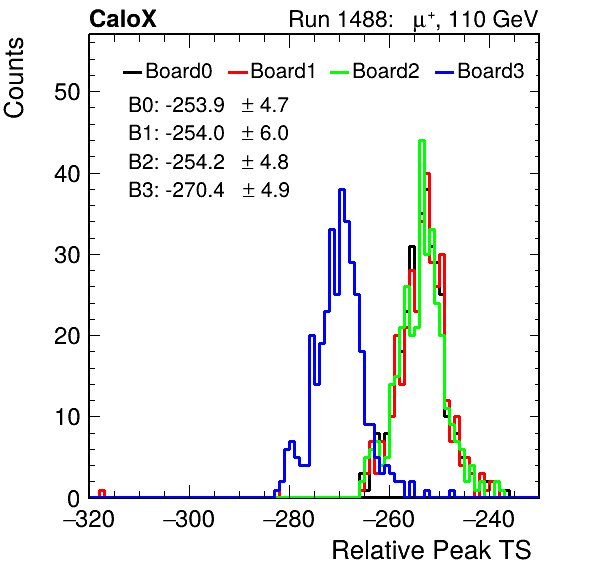 CaloX Run 1488: μ⁺, 110 GeV
Counts
Board0 Board1 Board2 Board3
B0: -253.9 ± 4.7
B1: -254.0 ± 6.0
B2: -254.2 ± 4.8
B3: -270.4 ± 4.9
50
40
30
20
10
0
−320 −300 −280 −260 −240
Relative Peak TS